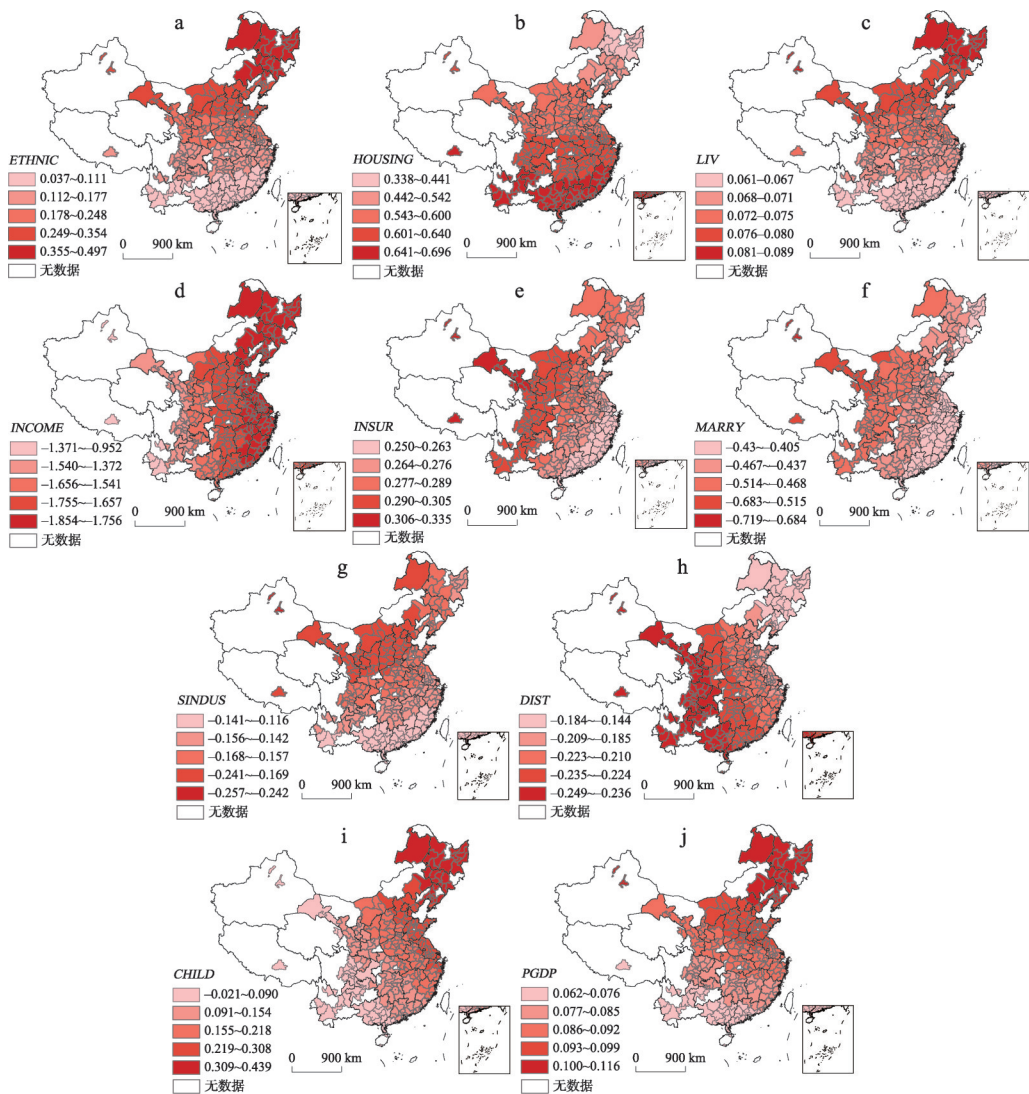 a
ETHNIC
0.037~0.111
0.112~0.177
0.178~0.248
0.249~0.354
0.355~0.497
无数据
0 900 km
b
HOUSING
0.338~0.441
0.442~0.542
0.543~0.600
0.601~0.640
0.641~0.696
无数据
0 900 km
c
LIV
0.061–0.067
0.068–0.071
0.072–0.075
0.076–0.080
0.081–0.089
无数据
0 900 km
d
INCOME
−1.371~−0.952
−1.540~−1.372
−1.656~−1.541
−1.755~−1.657
−1.854~−1.756
无数据
0 900 km
e
INSUR
0.250~0.263
0.264~0.276
0.277~0.289
0.290~0.305
0.306~0.335
无数据
0 900 km
f
MARRY
−0.43~−0.405
−0.467~−0.437
−0.514~−0.468
−0.683~−0.515
−0.719~−0.684
无数据
0 900 km
g
SINDUS
−0.141~−0.116
−0.156~−0.142
−0.168~−0.157
−0.241~−0.169
−0.257~−0.242
无数据
0 900 km
h
DIST
−0.184~−0.144
−0.209~−0.185
−0.223~−0.210
−0.235~−0.224
−0.249~−0.236
无数据
0 900 km
i
CHILD
−0.021~0.090
0.091~0.154
0.155~0.218
0.219~0.308
0.309~0.439
无数据
0 900 km
j
PGDP
0.062~0.076
0.077~0.085
0.086~0.092
0.093~0.099
0.100~0.116
无数据
0 900 km